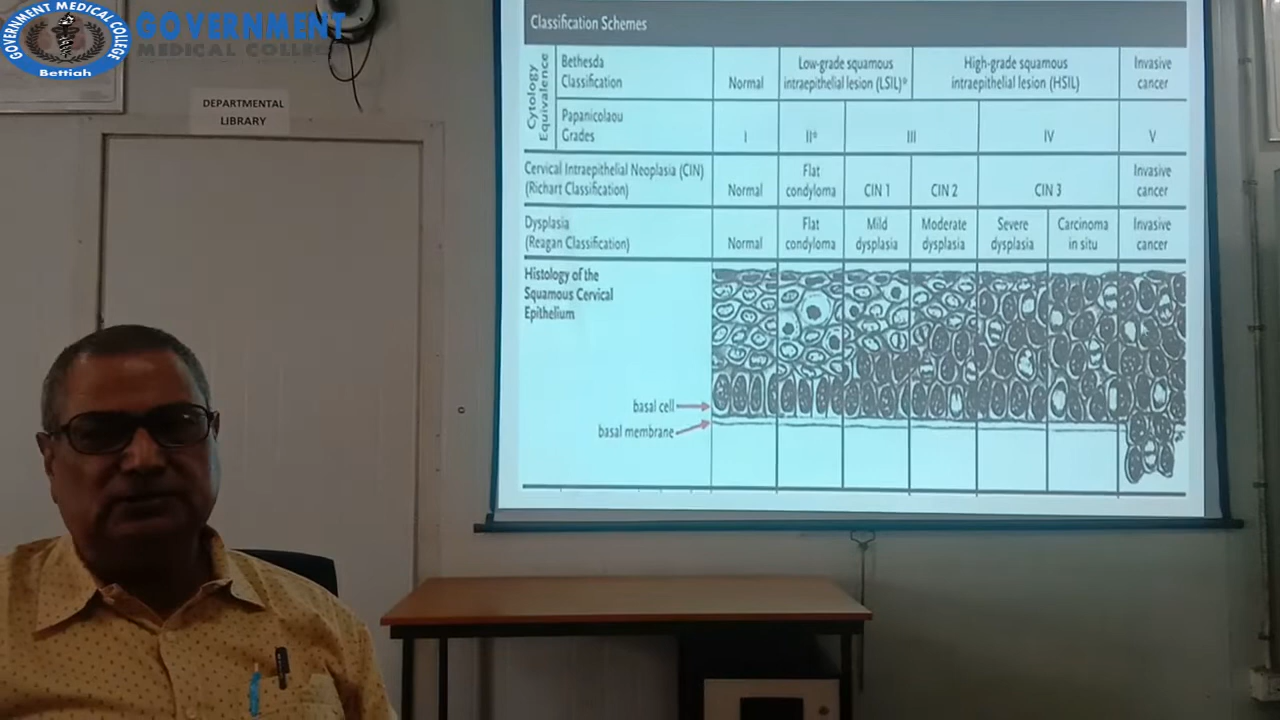 GOVERNMENT MEDICAL COLLEGE
Bettiah
GOVERNMENT
MEDICAL COLLEGE
DEPARTMENTAL
LIBRARY
Classification Schemes
Cytology
Equivalence
Bethesda
Classification
Normal
Low-grade squamous
intraepithelial lesion (LSIL)*
High-grade squamous
intraepithelial lesion (HSIL)
Invasive
cancer
Papanicolaou
Grades
I
II*
III
IV
V
Cervical Intraepithelial Neoplasia (CIN)
(Richart Classification)
Normal
Flat
condyloma
CIN 1
CIN 2
CIN 3
Invasive
cancer
Dysplasia
(Reagan Classification)
Normal
Flat
condyloma
Mild
dysplasia
Moderate
dysplasia
Severe
dysplasia
Carcinoma
in situ
Invasive
cancer
Histology of the
Squamous Cervical
Epithelium
basal cell
basal membrane